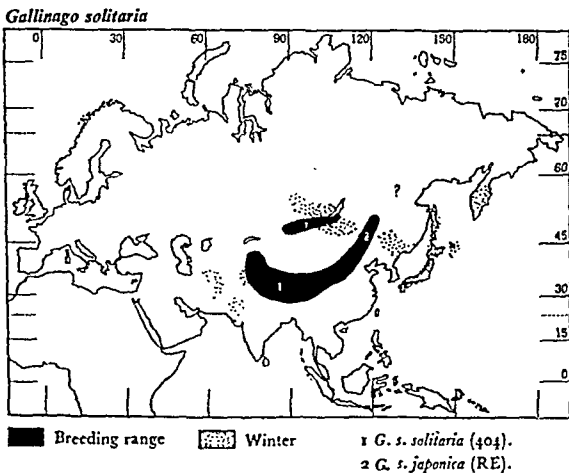 Gallinago solitaria
0 30 60 90 120 150 180
75
70
60
45
30
15
0
?
1
2
1
Breeding range
Winter
1 G. s. solitaria (404).
2 G. s. japonica (RE).